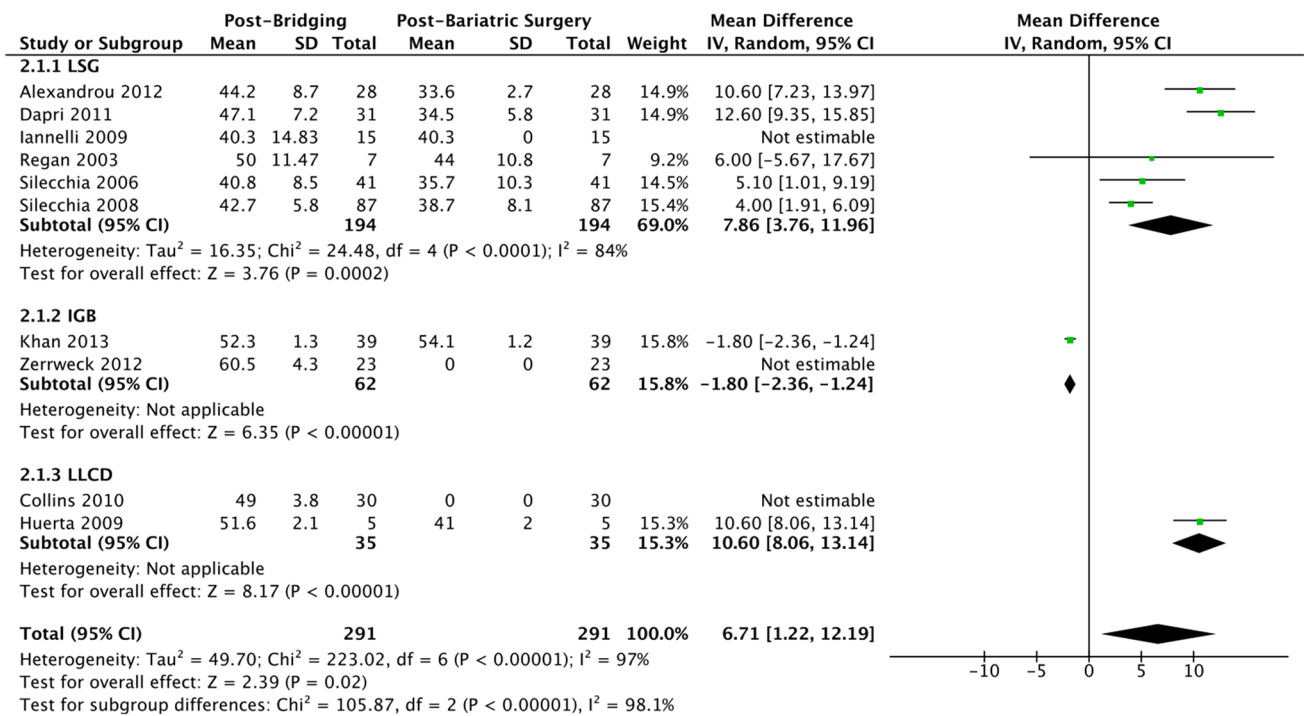 Post–Bridging Post–Bariatric Surgery Mean Difference Mean Difference
Study or Subgroup Mean SD Total Mean SD Total Weight IV, Random, 95% CI IV, Random, 95% CI
2.1.1 LSG
Alexandrou 2012 44.2 8.7 28 33.6 2.7 28 14.9% 10.60 [7.23, 13.97]
Dapri 2011 47.1 7.2 31 34.5 5.8 31 14.9% 12.60 [9.35, 15.85]
Iannelli 2009 40.3 14.83 15 40.3 0 15 Not estimable
Regan 2003 50 11.47 7 44 10.8 7 9.2% 6.00 [−5.67, 17.67]
Silecchia 2006 40.8 8.5 41 35.7 10.3 41 14.5% 5.10 [1.01, 9.19]
Silecchia 2008 42.7 5.8 87 38.7 8.1 87 15.4% 4.00 [1.91, 6.09]
Subtotal (95% CI) 194 194 69.0% 7.86 [3.76, 11.96]
Heterogeneity: Tau² = 16.35; Chi² = 24.48, df = 4 (P < 0.0001); I² = 84%
Test for overall effect: Z = 3.76 (P = 0.0002)
2.1.2 IGB
Khan 2013 52.3 1.3 39 54.1 1.2 39 15.8% −1.80 [−2.36, −1.24]
Zerrweck 2012 60.5 4.3 23 0 0 23 Not estimable
Subtotal (95% CI) 62 62 15.8% −1.80 [−2.36, −1.24]
Heterogeneity: Not applicable
Test for overall effect: Z = 6.35 (P < 0.00001)
2.1.3 LLCD
Collins 2010 49 3.8 30 0 0 30 Not estimable
Huerta 2009 51.6 2.1 5 41 2 5 15.3% 10.60 [8.06, 13.14]
Subtotal (95% CI) 35 35 15.3% 10.60 [8.06, 13.14]
Heterogeneity: Not applicable
Test for overall effect: Z = 8.17 (P < 0.00001)
Total (95% CI) 291 291 100.0% 6.71 [1.22, 12.19]
Heterogeneity: Tau² = 49.70; Chi² = 223.02, df = 6 (P < 0.00001); I² = 97%
−10 −5 0 5 10
Test for overall effect: Z = 2.39 (P = 0.02)
Test for subgroup differences: Chi² = 105.87, df = 2 (P < 0.00001), I² = 98.1%